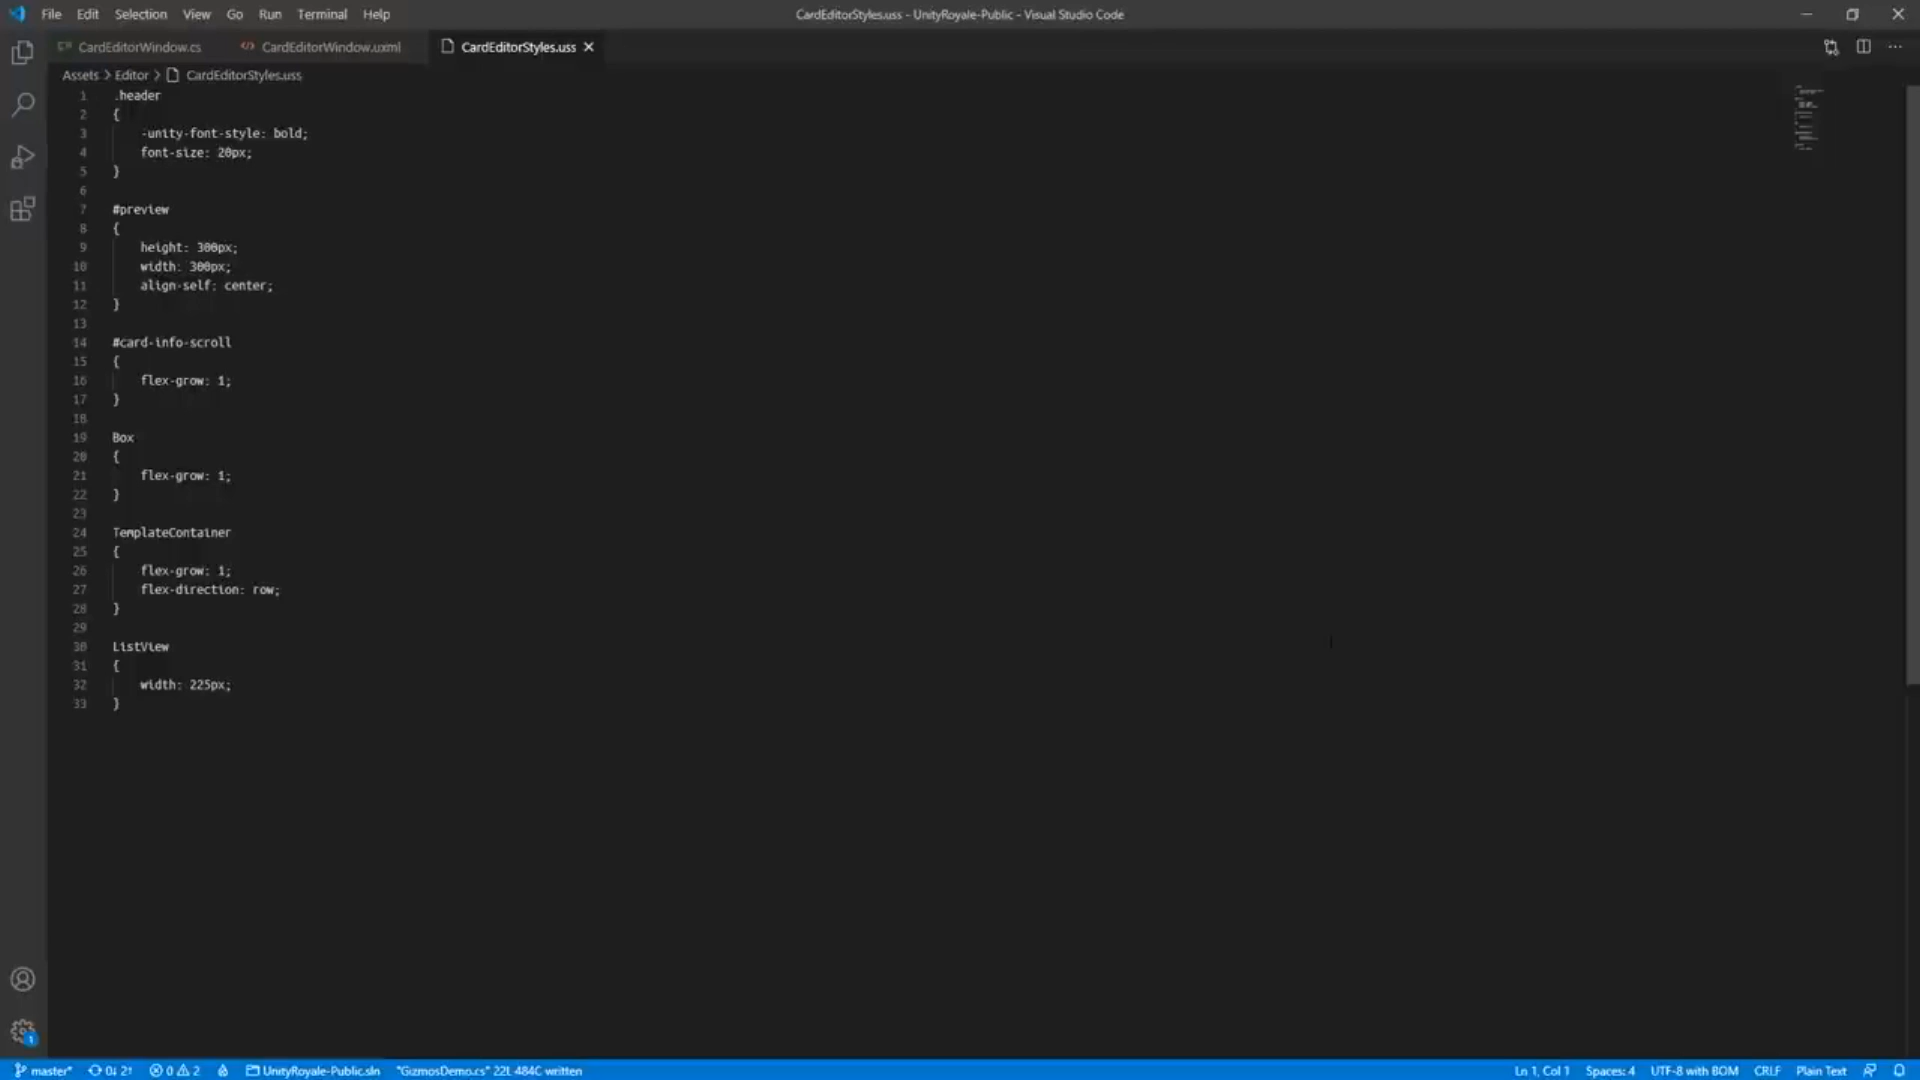 File Edit Selection View Go Run Terminal Help CardEditorStyles.uss - UnityRoyale-Public - Visual Studio Code
CardEditorWindow.cs CardEditorWindow.uxml CardEditorStyles.uss
Assets > Editor > CardEditorStyles.uss
1 .header
2 {
3 -unity-font-style: bold;
4 font-size: 20px;
5 }
6
7 #preview
8 {
9 height: 300px;
10 width: 300px;
11 align-self: center;
12 }
13
14 #card-info-scroll
15 {
16 flex-grow: 1;
17 }
18
19 Box
20 {
21 flex-grow: 1;
22 }
23
24 TemplateContainer
25 {
26 flex-grow: 1;
27 flex-direction: row;
28 }
29
30 ListView
31 {
32 width: 225px;
33 }
1
master* 0↓ 2↑ 0 2 UnityRoyale-Public.sln "GizmosDemo.cs" 22L 484C written Ln 1, Col 1 Spaces: 4 UTF-8 with BOM CRLF Plain Text